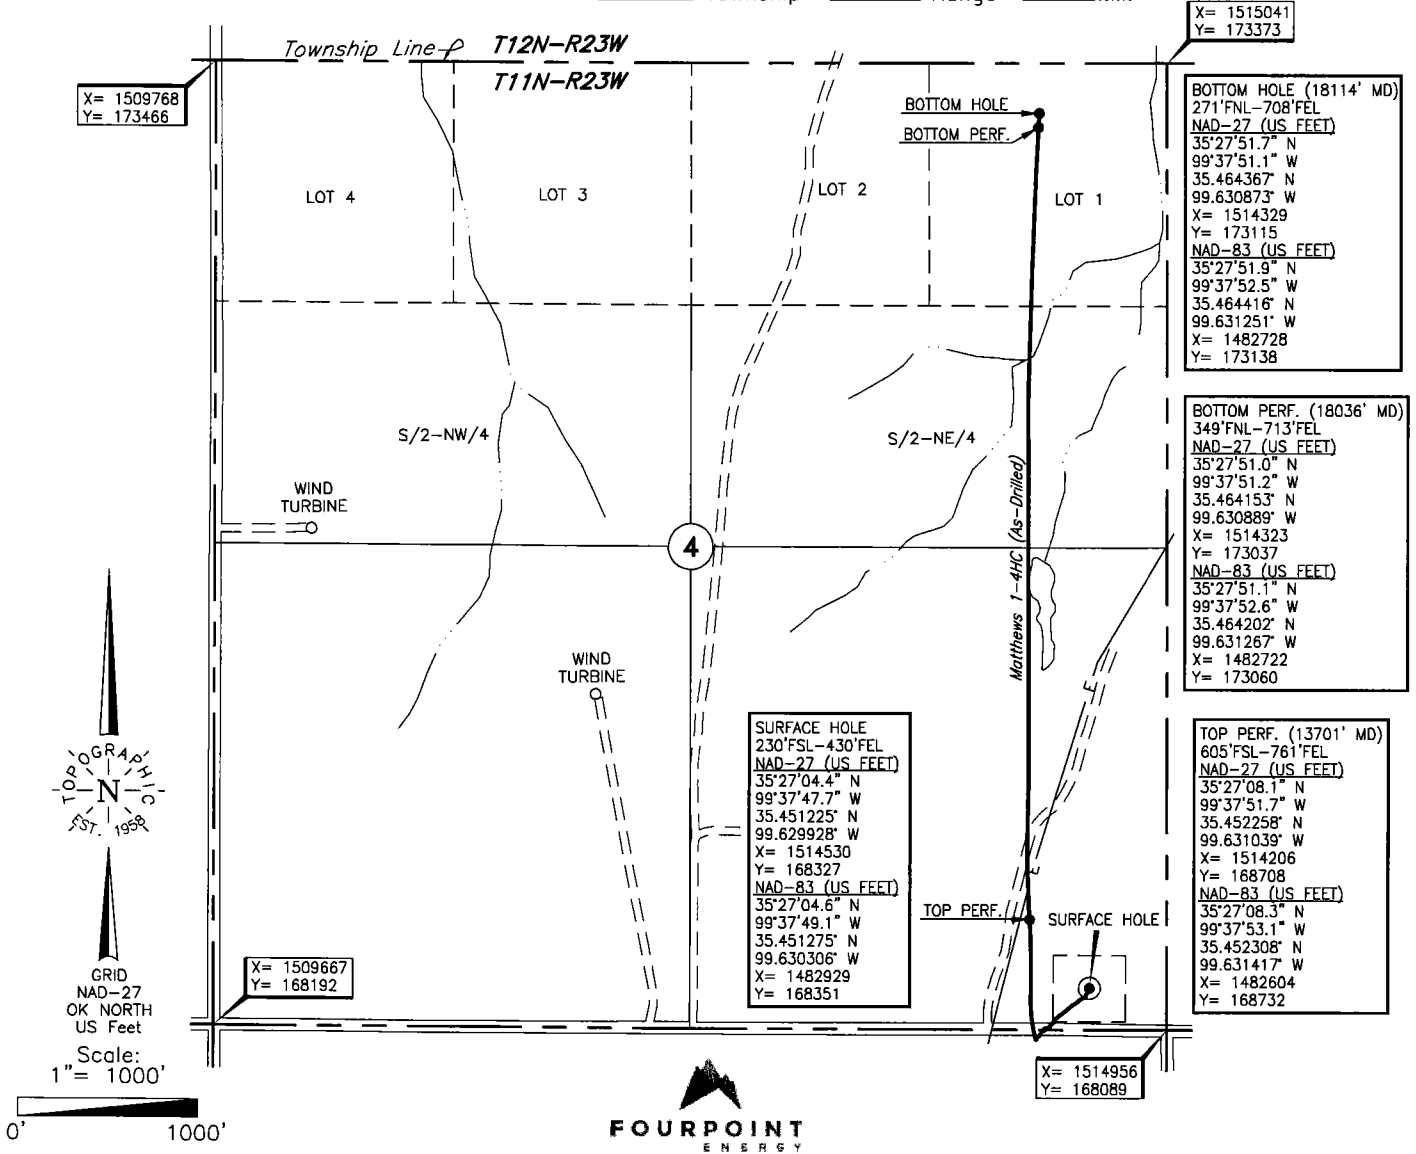 Township Range
X= 1515041
Y= 173373
Township Line
T12N-R23W
T11N-R23W
X= 1509768
Y= 173466
BOTTOM HOLE
BOTTOM PERF.
LOT 4
LOT 3
LOT 2
LOT 1
BOTTOM HOLE (18114' MD)
271'FNL-708'FEL
NAD-27 (US FEET)
35°27'51.7" N
99°37'51.1" W
35.464367° N
99.630873° W
X= 1514329
Y= 173115
NAD-83 (US FEET)
35°27'51.9" N
99°37'52.5" W
35.464416° N
99.631251° W
X= 1482728
Y= 173138
S/2-NW/4
S/2-NE/4
BOTTOM PERF. (18036' MD)
349'FNL-713'FEL
NAD-27 (US FEET)
35°27'51.0" N
99°37'51.2" W
35.464153° N
99.630889° W
X= 1514323
Y= 173037
NAD-83 (US FEET)
35°27'51.1" N
99°37'52.6" W
35.464202° N
99.631267° W
X= 1482722
Y= 173060
WIND
TURBINE
4
Matthews 1-4HC (As-Drilled)
WIND
TURBINE
SURFACE HOLE
230'FSL-430'FEL
NAD-27 (US FEET)
35°27'04.4" N
99°37'47.7" W
35.451225° N
99.629928° W
X= 1514530
Y= 168327
NAD-83 (US FEET)
35°27'04.6" N
99°37'49.1" W
35.451275° N
99.630306° W
X= 1482929
Y= 168351
TOP PERF. (13701' MD)
605'FSL-761'FEL
NAD-27 (US FEET)
35°27'08.1" N
99°37'51.7" W
35.452258° N
99.631039° W
X= 1514206
Y= 168708
NAD-83 (US FEET)
35°27'08.3" N
99°37'53.1" W
35.452308° N
99.631417° W
X= 1482604
Y= 168732
TOP PERF.
SURFACE HOLE
TOPOGRAPHIC
N
EST. 1958
GRID
NAD-27
OK NORTH
US Feet
Scale:
1"= 1000'
0' 1000'
X= 1509667
Y= 168192
X= 1514956
Y= 168089
FOURPOINT
ENERGY